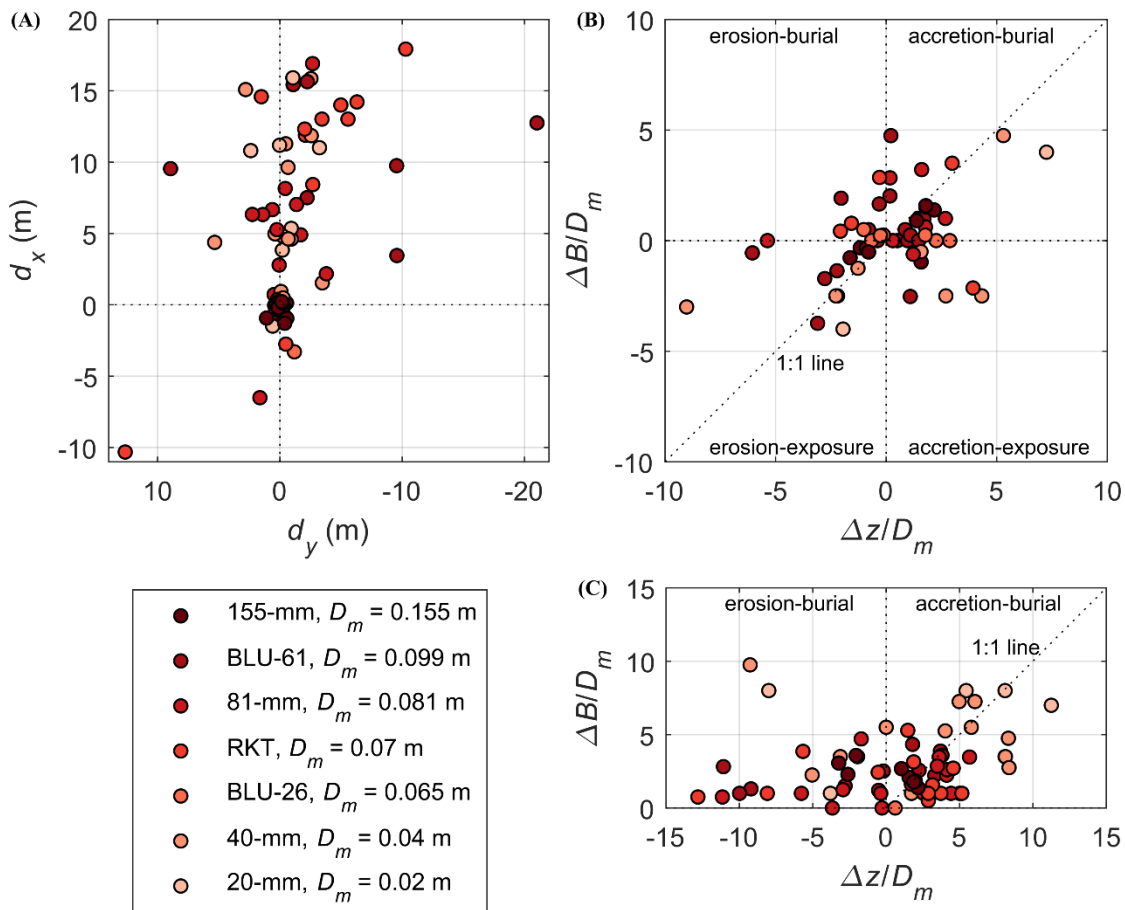 (A)
20
15
10
5
0
-5
-10
d_x (m)
10
0
-10
-20
d_y (m)
(B)
10
5
0
-5
-10
ΔB/D_m
erosion-burial
accretion-burial
1:1 line
erosion-exposure
accretion-exposure
-10
-5
0
5
10
Δz/D_m
155-mm, D_m = 0.155 m
BLU-61, D_m = 0.099 m
81-mm, D_m = 0.081 m
RKT, D_m = 0.07 m
BLU-26, D_m = 0.065 m
40-mm, D_m = 0.04 m
20-mm, D_m = 0.02 m
(C)
15
10
5
0
ΔB/D_m
erosion-burial
accretion-burial
1:1 line
-15
-10
-5
0
5
10
15
Δz/D_m